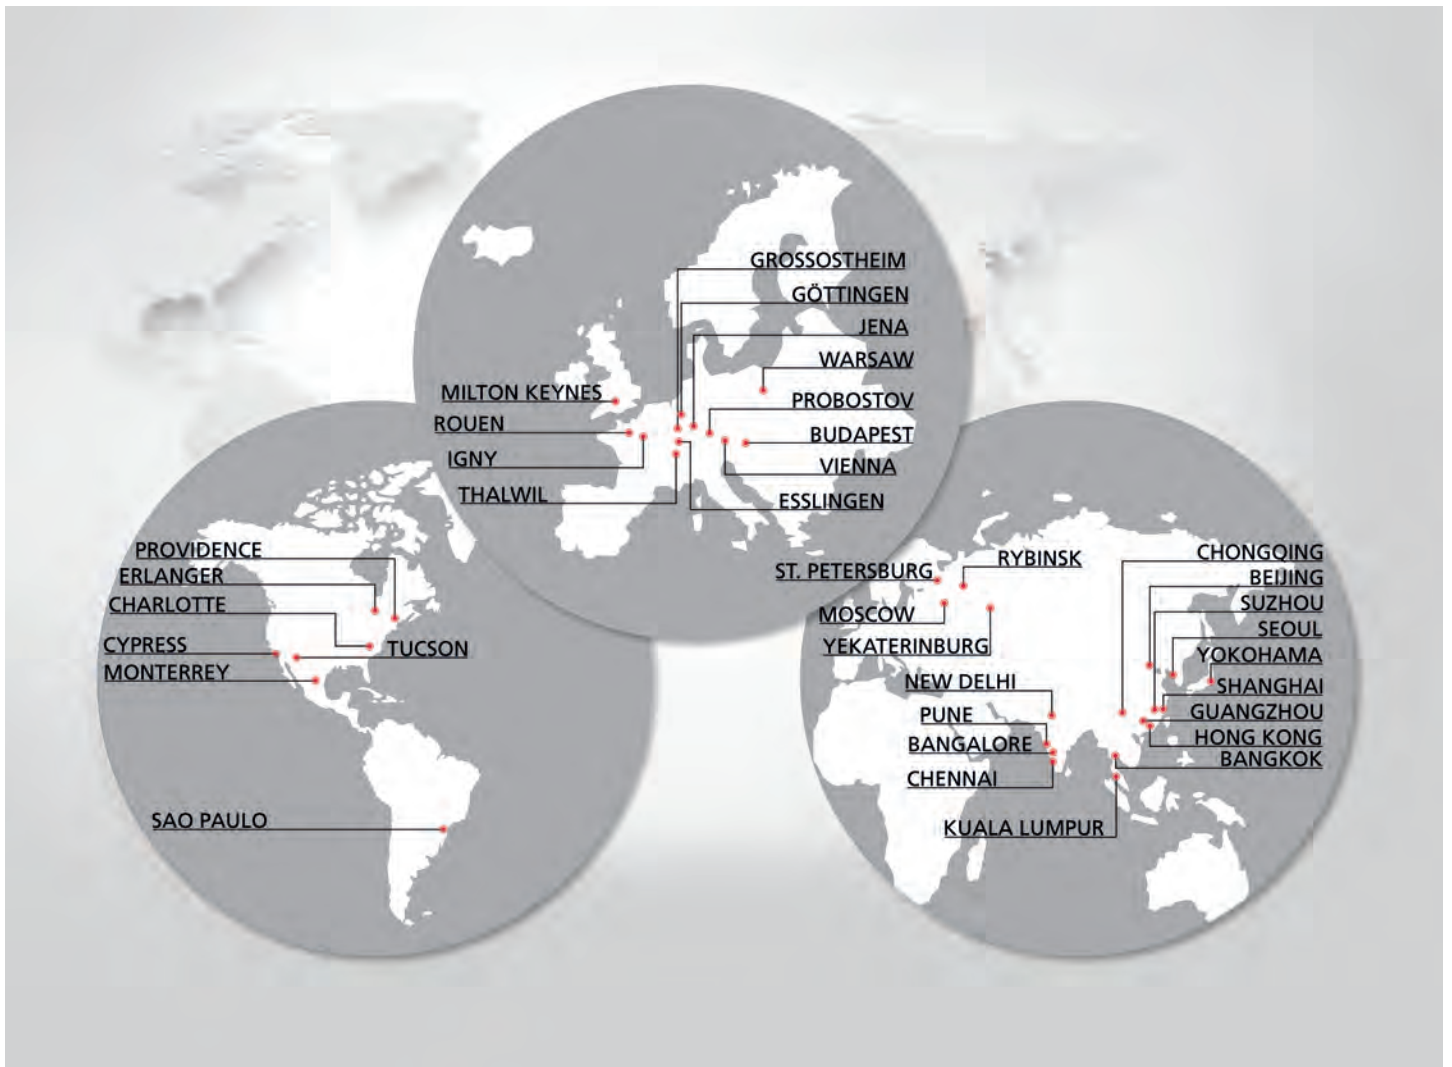 GROSSOSTHEIM
GÖTTINGEN
JENA
WARSAW
MILTON KEYNES
PROBOSTOV
ROUEN
BUDAPEST
IGNY
VIENNA
THALWIL
ESSLINGEN
PROVIDENCE
ERLANGER
CHARLOTTE
CYPRESS
TUCSON
MONTERREY
SAO PAULO
RYBINSK
ST. PETERSBURG
MOSCOW
YEKATERINBURG
NEW DELHI
PUNE
BANGALORE
CHENNAI
KUALA LUMPUR
CHONGQING
BEIJING
SUZHOU
SEOUL
YOKOHAMA
SHANGHAI
GUANGZHOU
HONG KONG
BANGKOK